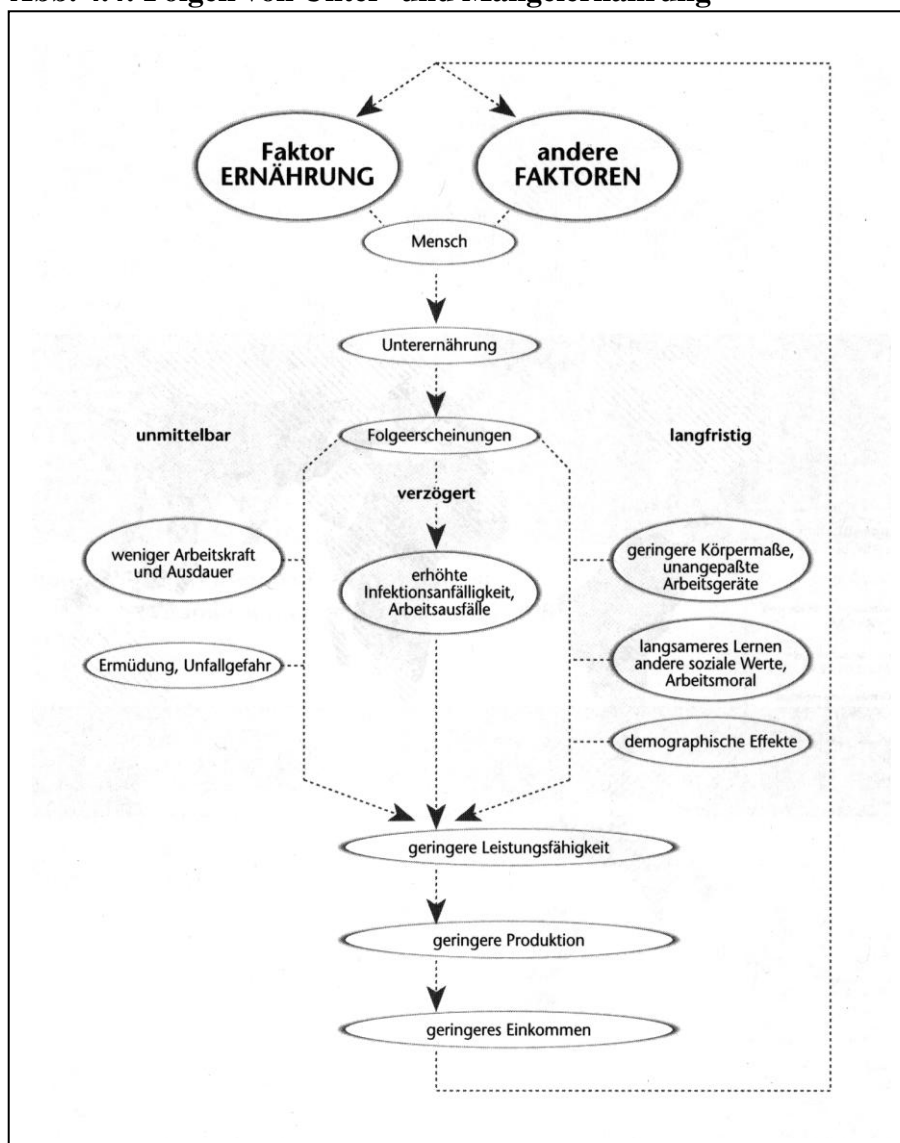 Abb. 4.4: Folgen von Unter- und Mangelernährung
Faktor
ERNÄHRUNG
andere
FAKTOREN
Mensch
Unterernährung
unmittelbar
Folgeerscheinungen
langfristig
verzögert
weniger Arbeitskraft
und Ausdauer
erhöhte
Infektionsanfälligkeit,
Arbeitsausfälle
geringere Körpermaße,
unangepaßte
Arbeitsgeräte
Ermüdung, Unfallgefahr
langsameres Lernen
andere soziale Werte,
Arbeitsmoral
demographische Effekte
geringere Leistungsfähigkeit
geringere Produktion
geringeres Einkommen